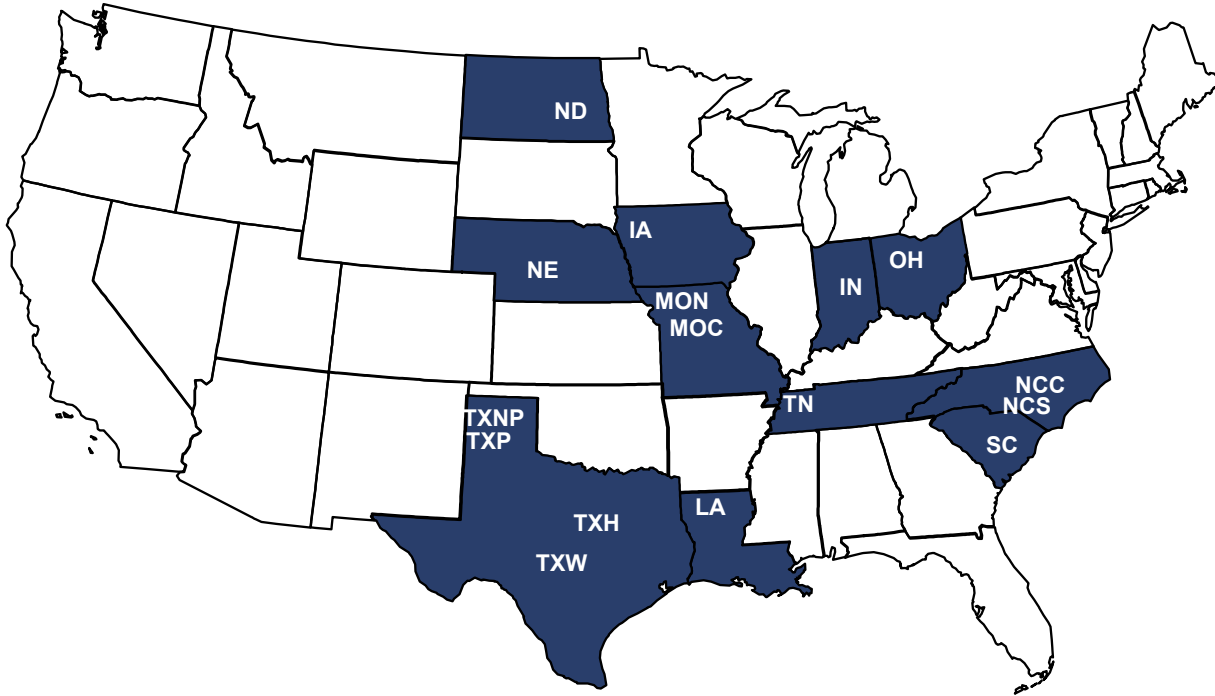 ND
IA
NE
IN
OH
MON
MOC
TN
NCC
NCS
SC
TXNP
TXP
LA
TXH
TXW